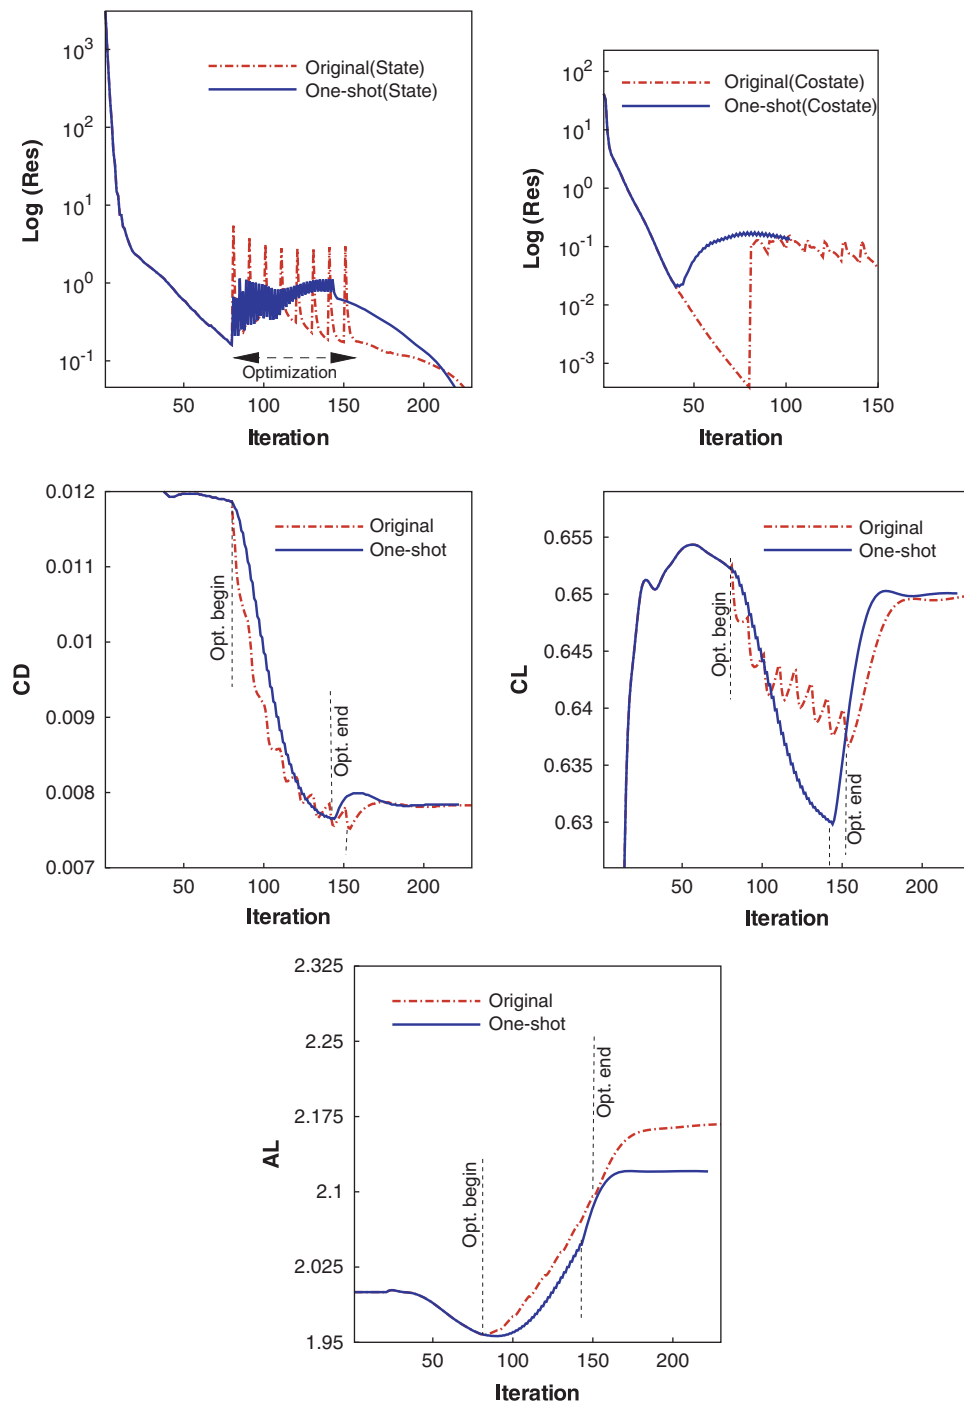 Log (Res)
10^3
10^2
10^1
10^0
10^-1
Original(State)
One-shot(State)
Optimization
50
100
150
200
Iteration
Log (Res)
10^2
10^1
10^0
10^-1
10^-2
10^-3
Original(Costate)
One-shot(Costate)
50
100
150
Iteration
CD
0.012
0.011
0.01
0.009
0.008
0.007
Original
One-shot
Opt. begin
Opt. end
50
100
150
200
Iteration
CL
0.655
0.65
0.645
0.64
0.635
0.63
Original
One-shot
Opt. begin
Opt. end
50
100
150
200
Iteration
AL
2.325
2.25
2.175
2.1
2.025
1.95
Original
One-shot
Opt. begin
Opt. end
50
100
150
200
Iteration